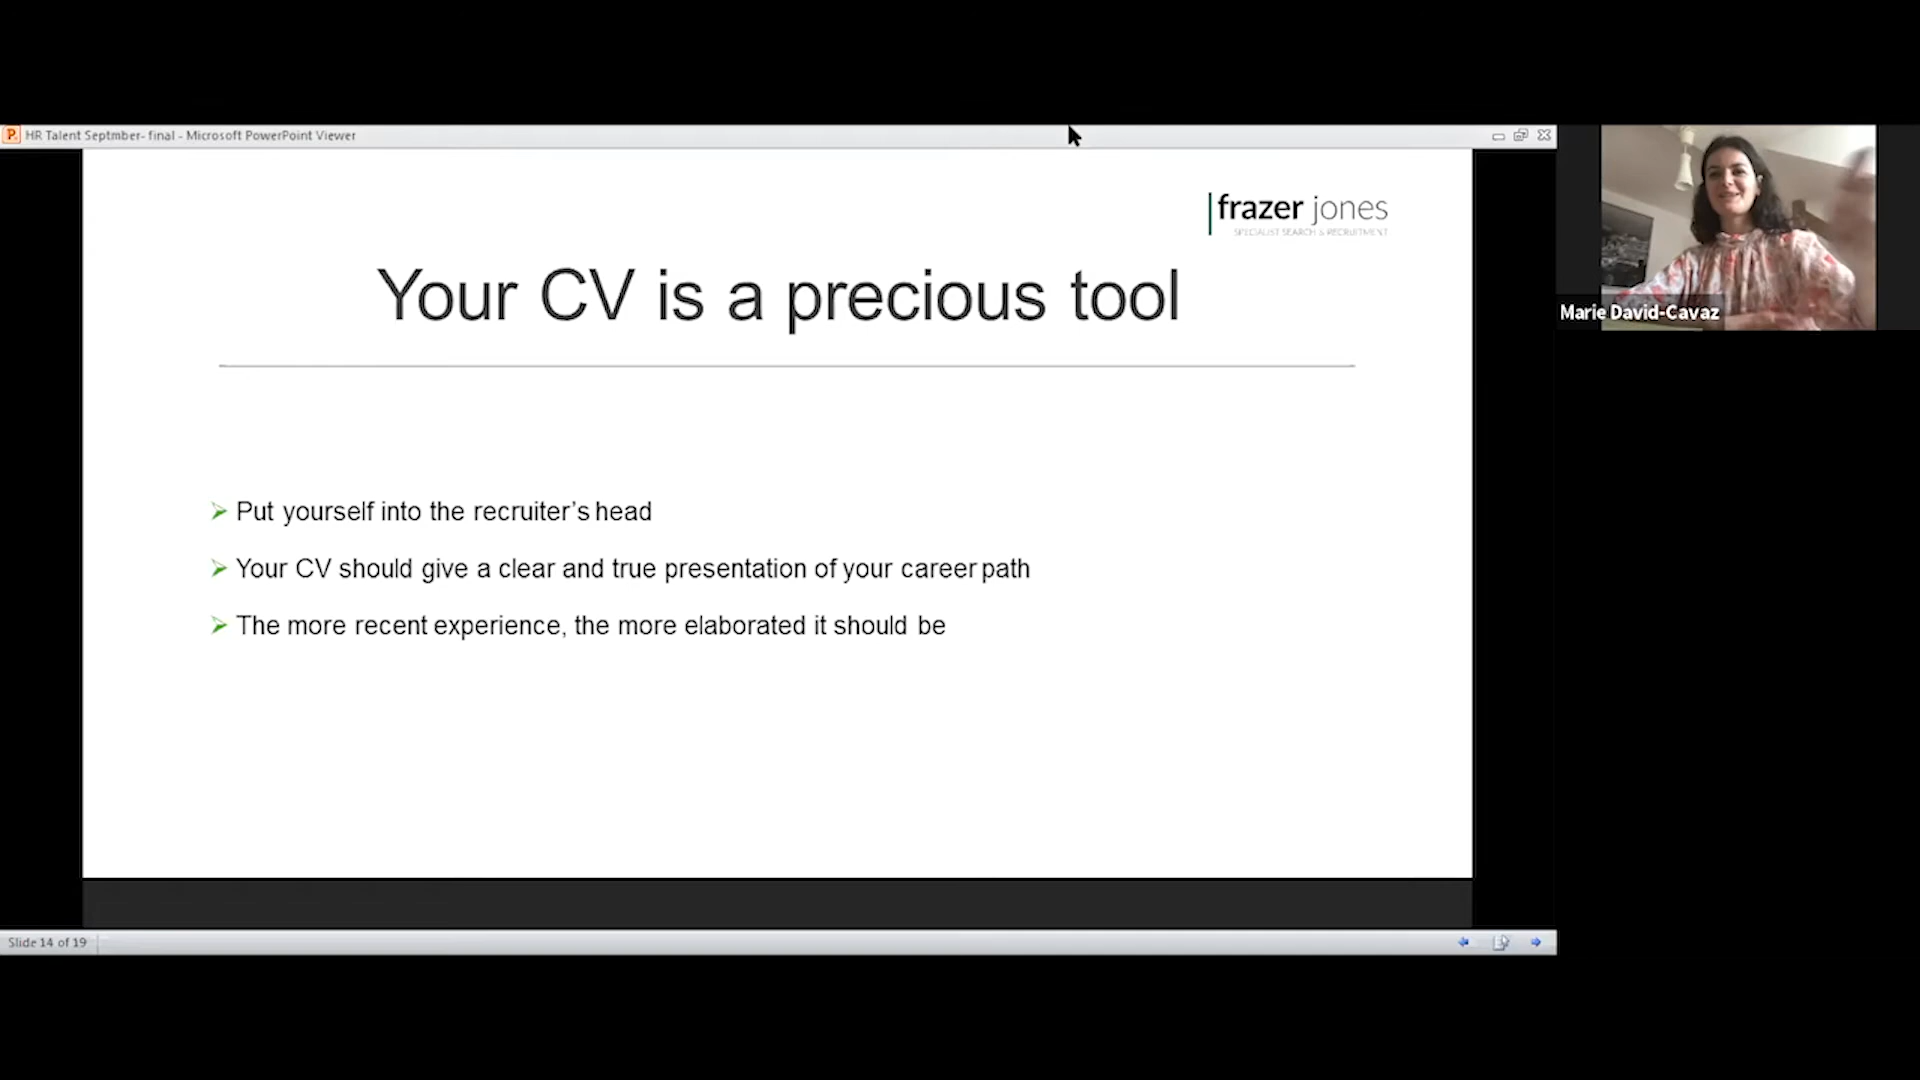 HR Talent Septmber- final - Microsoft PowerPoint Viewer
frazer jones
SPECIALIST SEARCH & RECRUITMENT
Your CV is a precious tool
Marie David-Cavaz
Put yourself into the recruiter's head
Your CV should give a clear and true presentation of your career path
The more recent experience, the more elaborated it should be
Slide 14 of 19